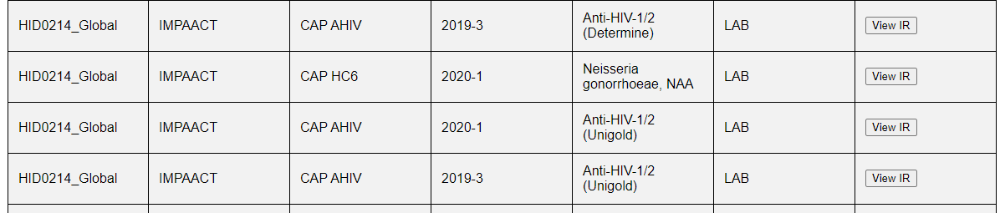 HID0214_Global IMPAACT CAP AHIV 2019-3 Anti-HIV-1/2 (Determine) LAB View IR
HID0214_Global IMPAACT CAP HC6 2020-1 Neisseria gonorrhoeae, NAA LAB View IR
HID0214_Global IMPAACT CAP AHIV 2020-1 Anti-HIV-1/2 (Unigold) LAB View IR
HID0214_Global IMPAACT CAP AHIV 2019-3 Anti-HIV-1/2 (Unigold) LAB View IR